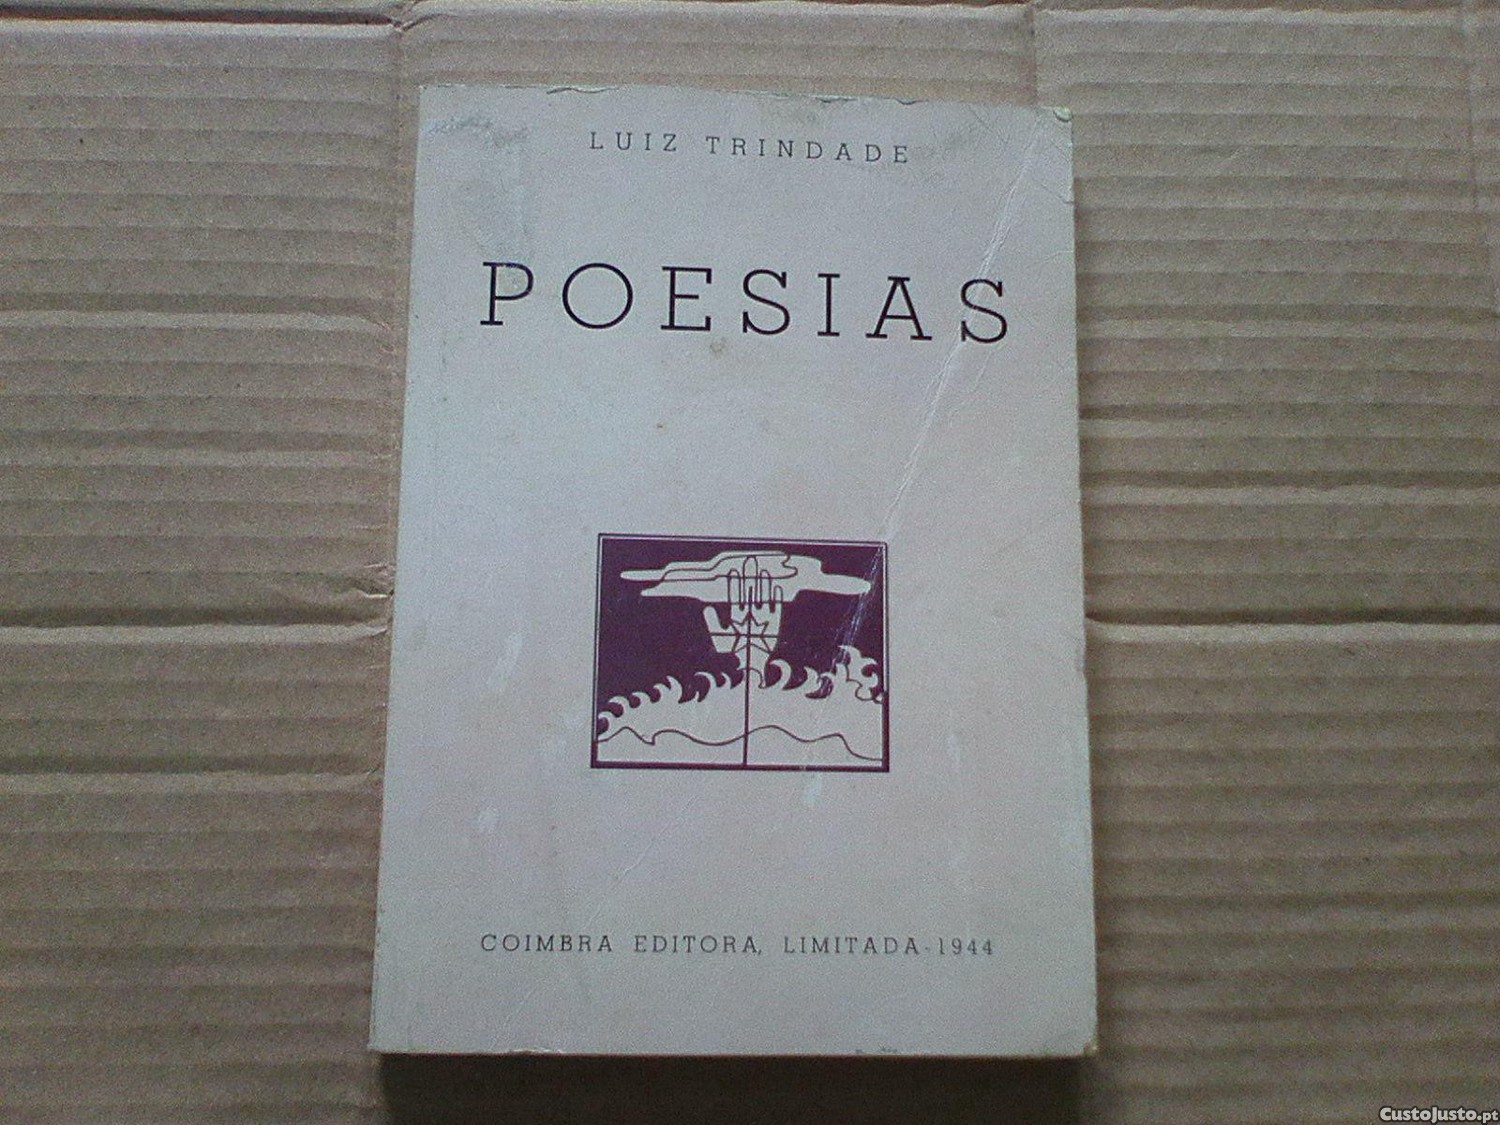 LUIZ TRINDADE
POESIAS
COIMBRA EDITORA, LIMITADA-1944
CustoJusto.pt